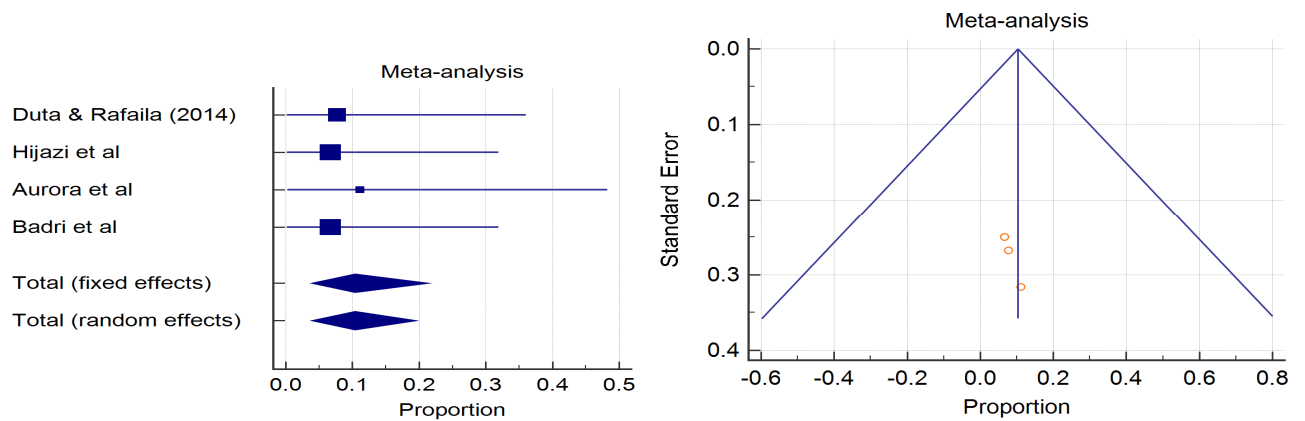 Meta-analysis
Duta & Rafaila (2014)
Hijazi et al
Aurora et al
Badri et al
Total (fixed effects)
Total (random effects)
0.0 0.1 0.2 0.3 0.4 0.5
Proportion
Meta-analysis
Standard Error
0.0
0.1
0.2
0.3
0.4
-0.6 -0.4 -0.2 0.0 0.2 0.4 0.6 0.8
Proportion